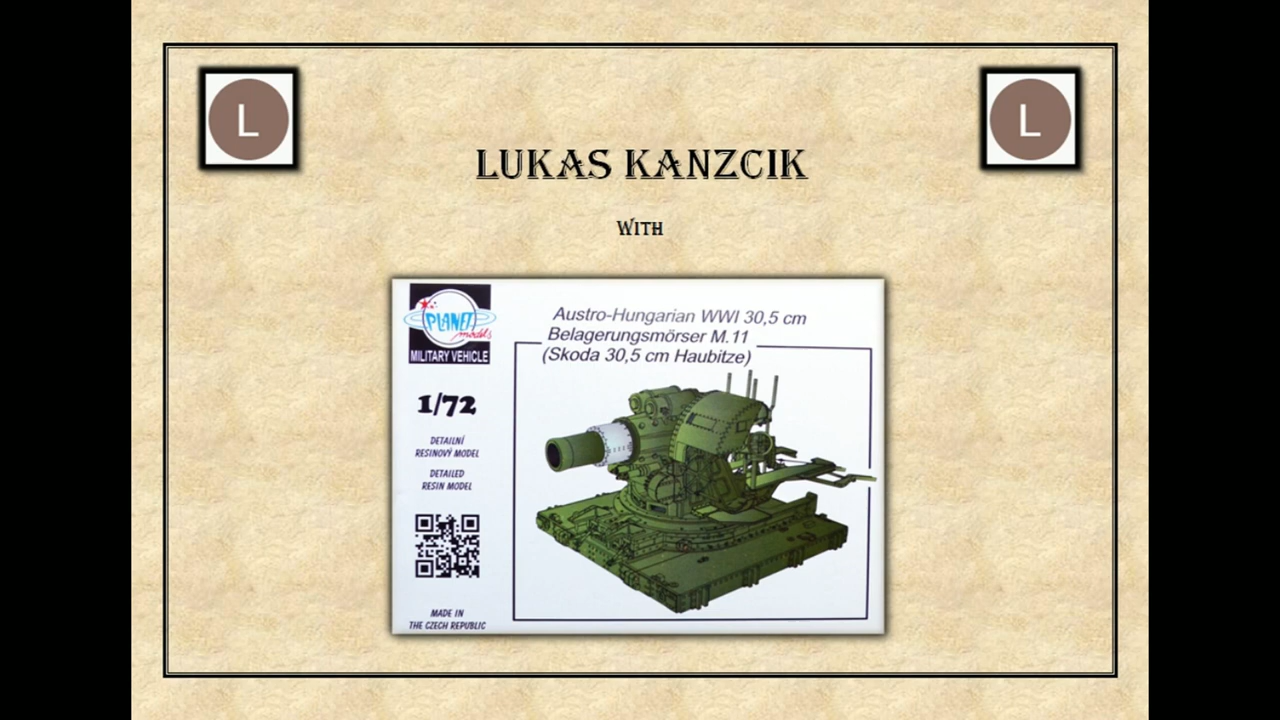 L
L
LUKAS KANZCIK
WITH
PLANET
models
MILITARY VEHICLE
1/72
DETAILNÍ
RESINOVÝ MODEL
DETAILED
RESIN MODEL
MADE IN
THE CZECH REPUBLIC
Austro-Hungarian WWI 30,5 cm
Belagerungsmörser M.11
(Skoda 30,5 cm Haubitze)